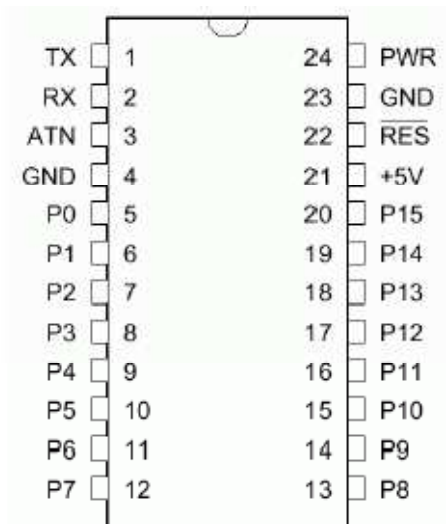 TX 1 24 PWR
RX 2 23 GND
ATN 3 22 RES
GND 4 21 +5V
P0 5 20 P15
P1 6 19 P14
P2 7 18 P13
P3 8 17 P12
P4 9 16 P11
P5 10 15 P10
P6 11 14 P9
P7 12 13 P8